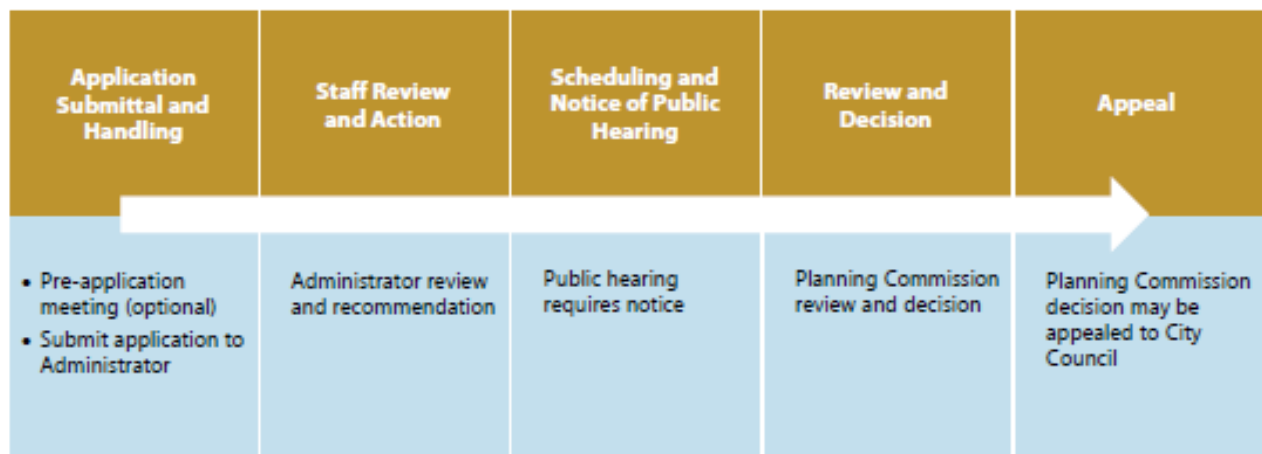 Application
Submittal and
Handling
Staff Review
and Action
Scheduling and
Notice of Public
Hearing
Review and
Decision
Appeal
• Pre-application
meeting (optional)
• Submit application to
Administrator
Administrator review
and recommendation
Public hearing
requires notice
Planning Commission
review and decision
Planning Commission
decision may be
appealed to City
Council